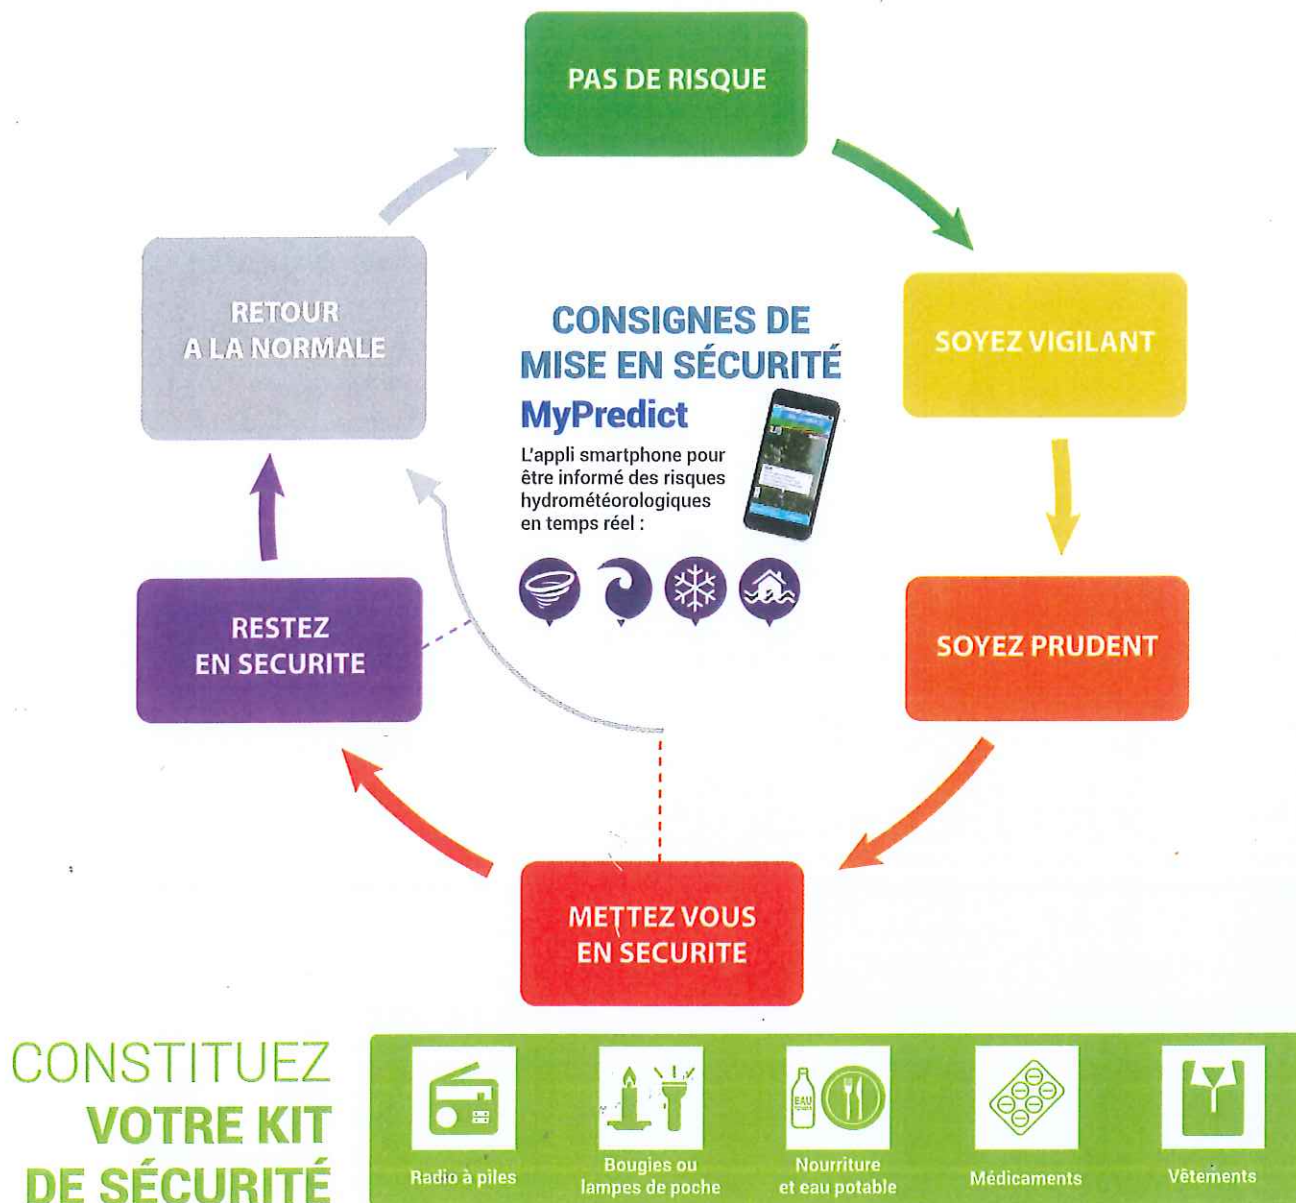 PAS DE RISQUE
RETOUR
A LA NORMALE
CONSIGNES DE
MISE EN SÉCURITÉ
MyPredict
L'appli smartphone pour
être informé des risques
hydrométéorologiques
en temps réel :
SOYEZ VIGILANT
RESTEZ
EN SECURITE
SOYEZ PRUDENT
METTEZ VOUS
EN SECURITE
CONSTITUEZ
VOTRE KIT
DE SÉCURITÉ
Radio à piles
Bougies ou
lampes de poche
EAU
Nourriture
et eau potable
Médicaments
Vêtements